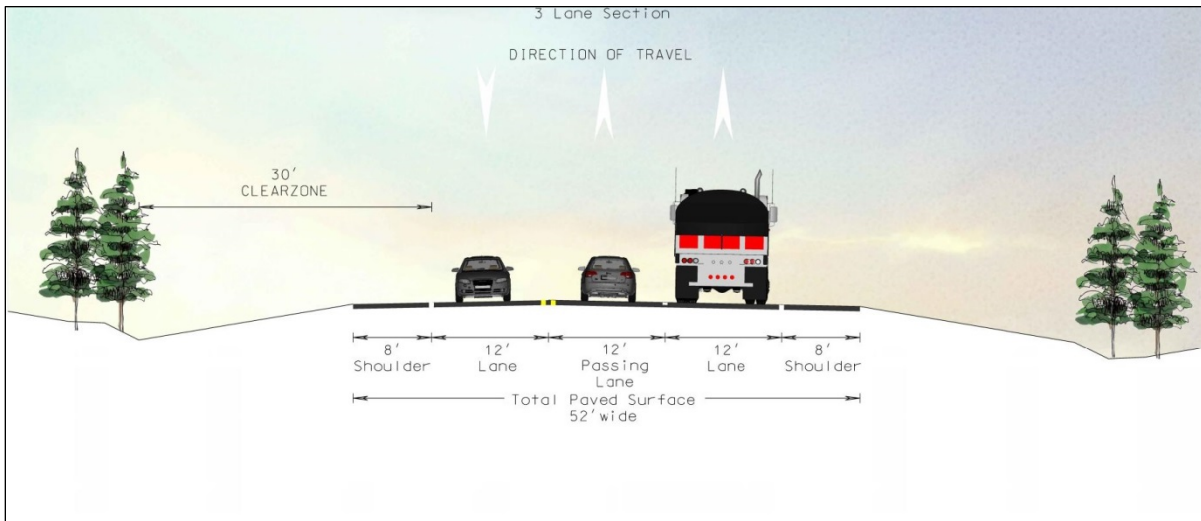 3 Lane Section
DIRECTION OF TRAVEL
30'
CLEARZONE
8'
Shoulder
12'
Lane
12'
Passing
Lane
12'
Lane
8'
Shoulder
Total Paved Surface
52' wide